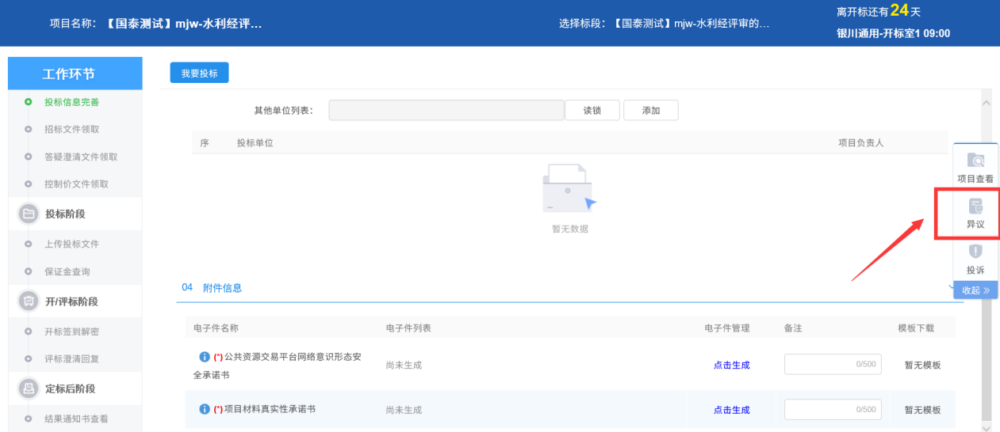 项目名称: 【国泰测试】mjw-水利经评...
选择标段: 【国泰测试】mjw-水利经评审的...
离开标还有24天
银川通用-开标室1 09:00
工作环节
投标信息完善
招标文件领取
答疑澄清文件领取
控制价文件领取
投标阶段
上传投标文件
保证金查询
开/评标阶段
开标签到解密
评标澄清回复
定标后阶段
结果通知书查看
我要投标
其他单位列表: 读锁 添加
序 投标单位 项目负责人
暂无数据
04 附件信息
电子件名称 电子件列表 电子件管理 备注 模板下载
(*)公共资源交易平台网络意识形态安
全承诺书 尚未生成 点击生成 0/500 暂无模板
(*)项目材料真实性承诺书 尚未生成 点击生成 0/500 暂无模板
项目查看
异议
投诉
收起 »